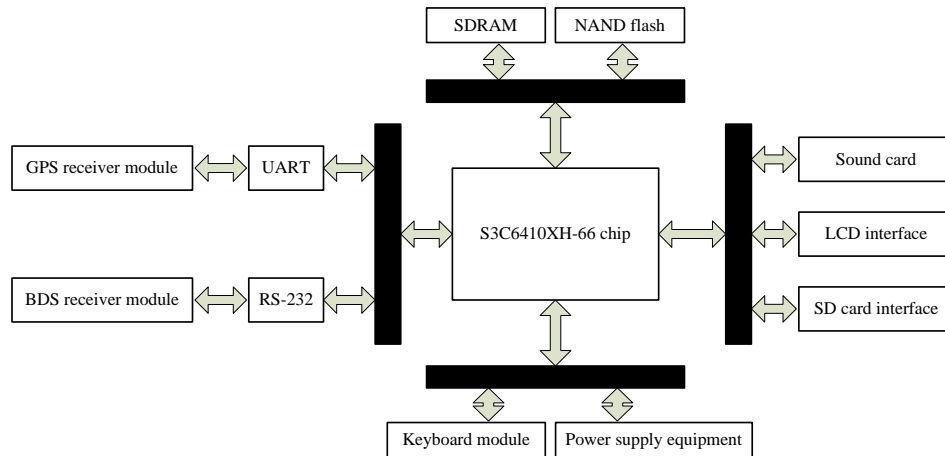 SDRAM
NAND flash
GPS receiver module
UART
Sound card
S3C6410XH-66 chip
LCD interface
BDS receiver module
RS-232
SD card interface
Keyboard module
Power supply equipment